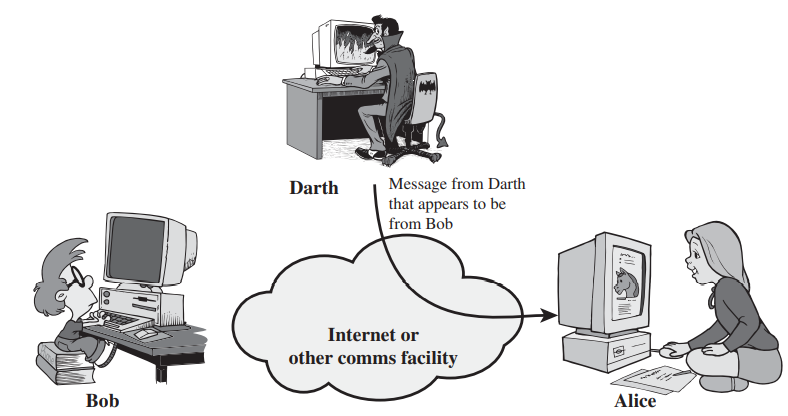 Darth
Message from Darth
that appears to be
from Bob
Internet or
other comms facility
Bob
Alice